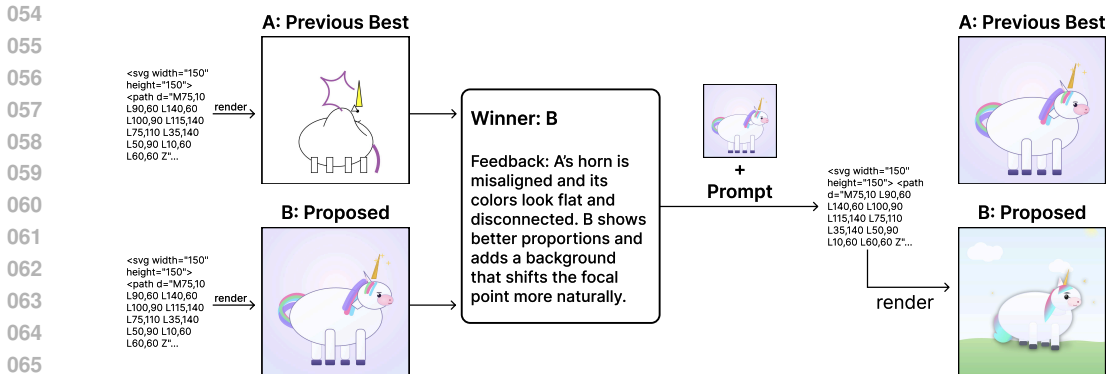 054
055
056
057
058
059
060
061
062
063
064
065
A: Previous Best
<svg width="150"
height="150">
<path d="M75,10
L90,60 L140,60
L100,90 L115,140
L75,110 L35,140
L50,90 L10,60
L60,60 Z"...
render
B: Proposed
<svg width="150"
height="150">
<path d="M75,10
L90,60 L140,60
L100,90 L115,140
L75,110 L35,140
L50,90 L10,60
L60,60 Z"...
render
Winner: B
Feedback: A's horn is
misaligned and its
colors look flat and
disconnected. B shows
better proportions and
adds a background
that shifts the focal
point more naturally.
+
Prompt
<svg width="150"
height="150"> <path
d="M75,10 L90,60
L140,60 L100,90
L115,140 L75,110
L35,140 L50,90
L10,60 L60,60 Z"...
render
A: Previous Best
B: Proposed